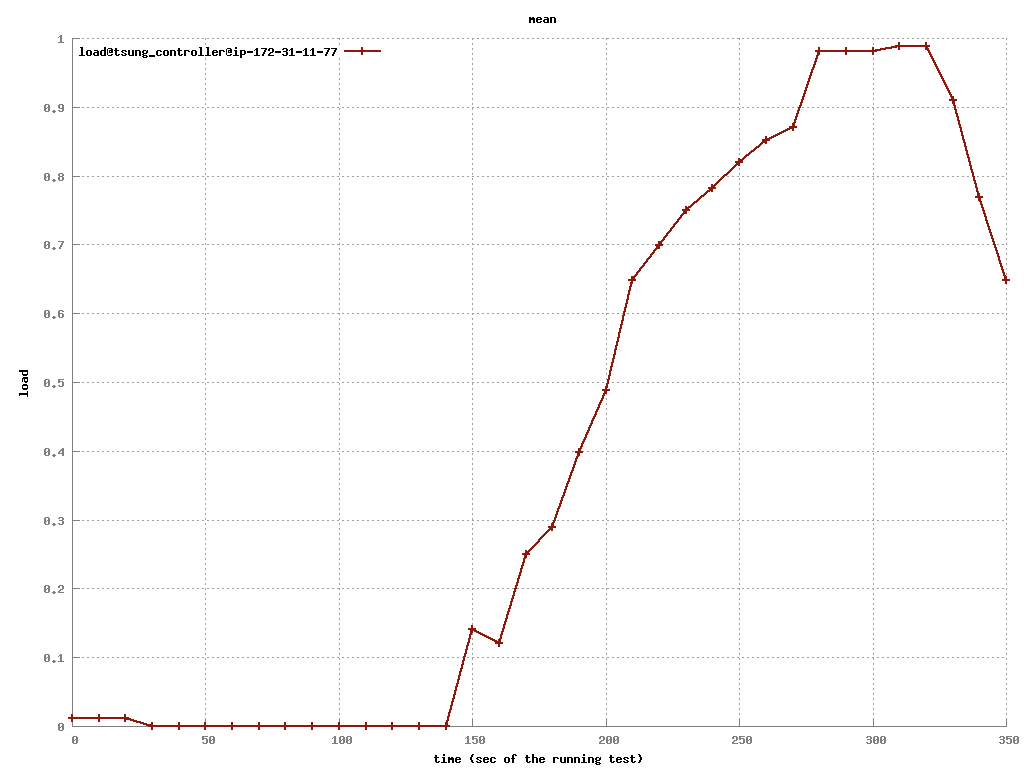 mean
load@tsung_controller@ip-172-31-11-77
1
0.9
0.8
0.7
0.6
0.5
0.4
0.3
0.2
0.1
0
load
0 50 100 150 200 250 300 350
time (sec of the running test)